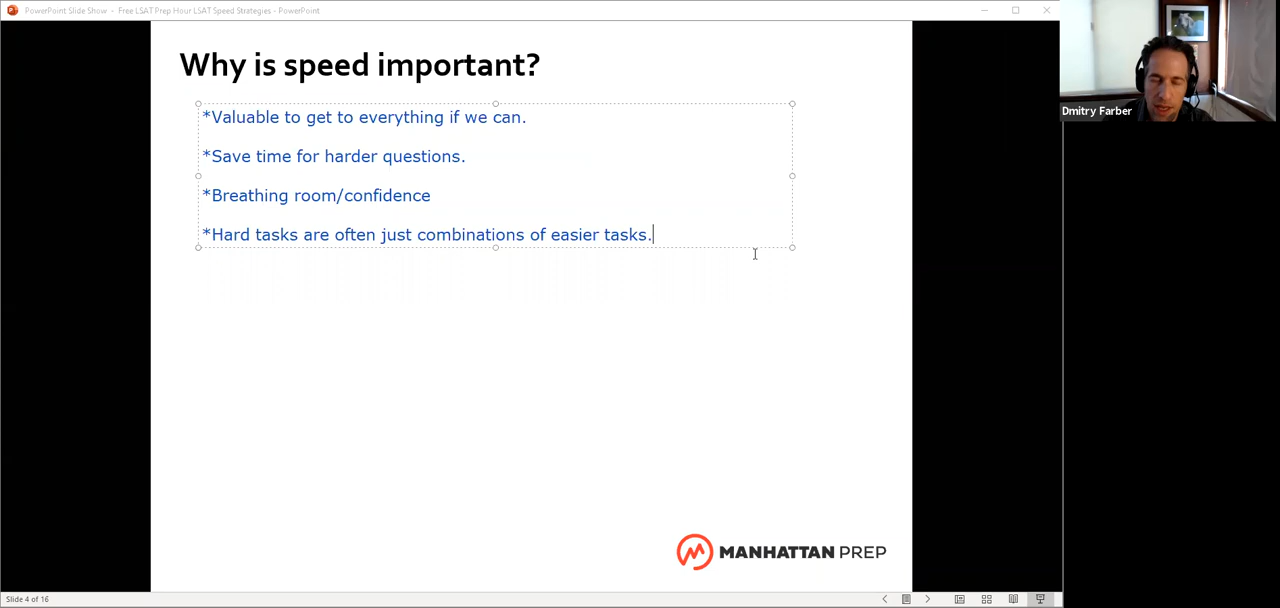 PowerPoint Slide Show - Free LSAT Prep Hour LSAT Speed Strategies - PowerPoint
Why is speed important?
*Valuable to get to everything if we can.
*Save time for harder questions.
*Breathing room/confidence
*Hard tasks are often just combinations of easier tasks.
Dmitry Farber
MANHATTAN PREP
Slide 4 of 16